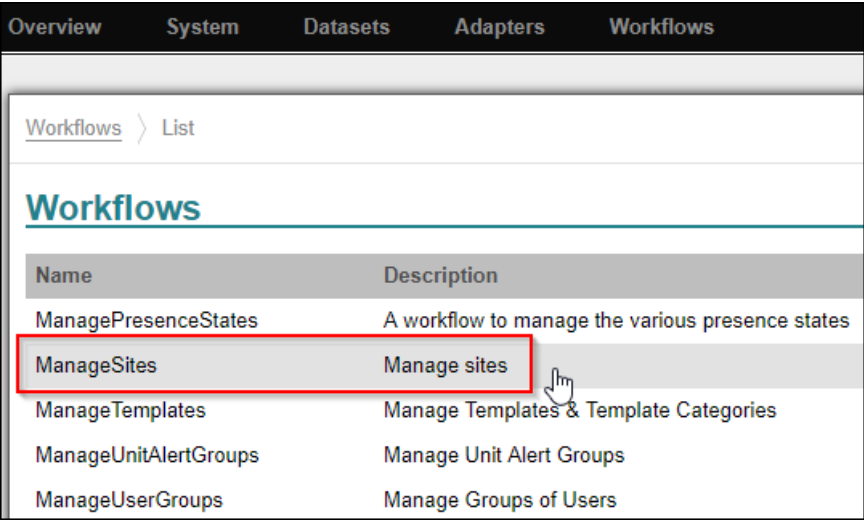 Overview System Datasets Adapters Workflows
Workflows 〉 List
Workflows
Name Description
ManagePresenceStates A workflow to manage the various presence states
ManageSites Manage sites
ManageTemplates Manage Templates & Template Categories
ManageUnitAlertGroups Manage Unit Alert Groups
ManageUserGroups Manage Groups of Users